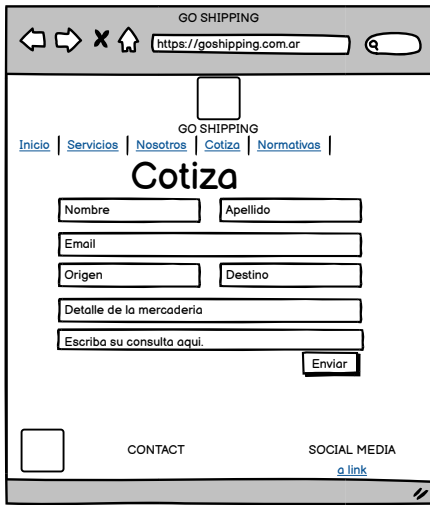 GO SHIPPING
https://goshipping.com.ar
GO SHIPPING
Inicio Servicios Nosotros Cotiza Normativas
Cotiza
Nombre Apellido
Email
Origen Destino
Detalle de la mercaderia
Escriba su consulta aqui.
Enviar
CONTACT SOCIAL MEDIA
a link